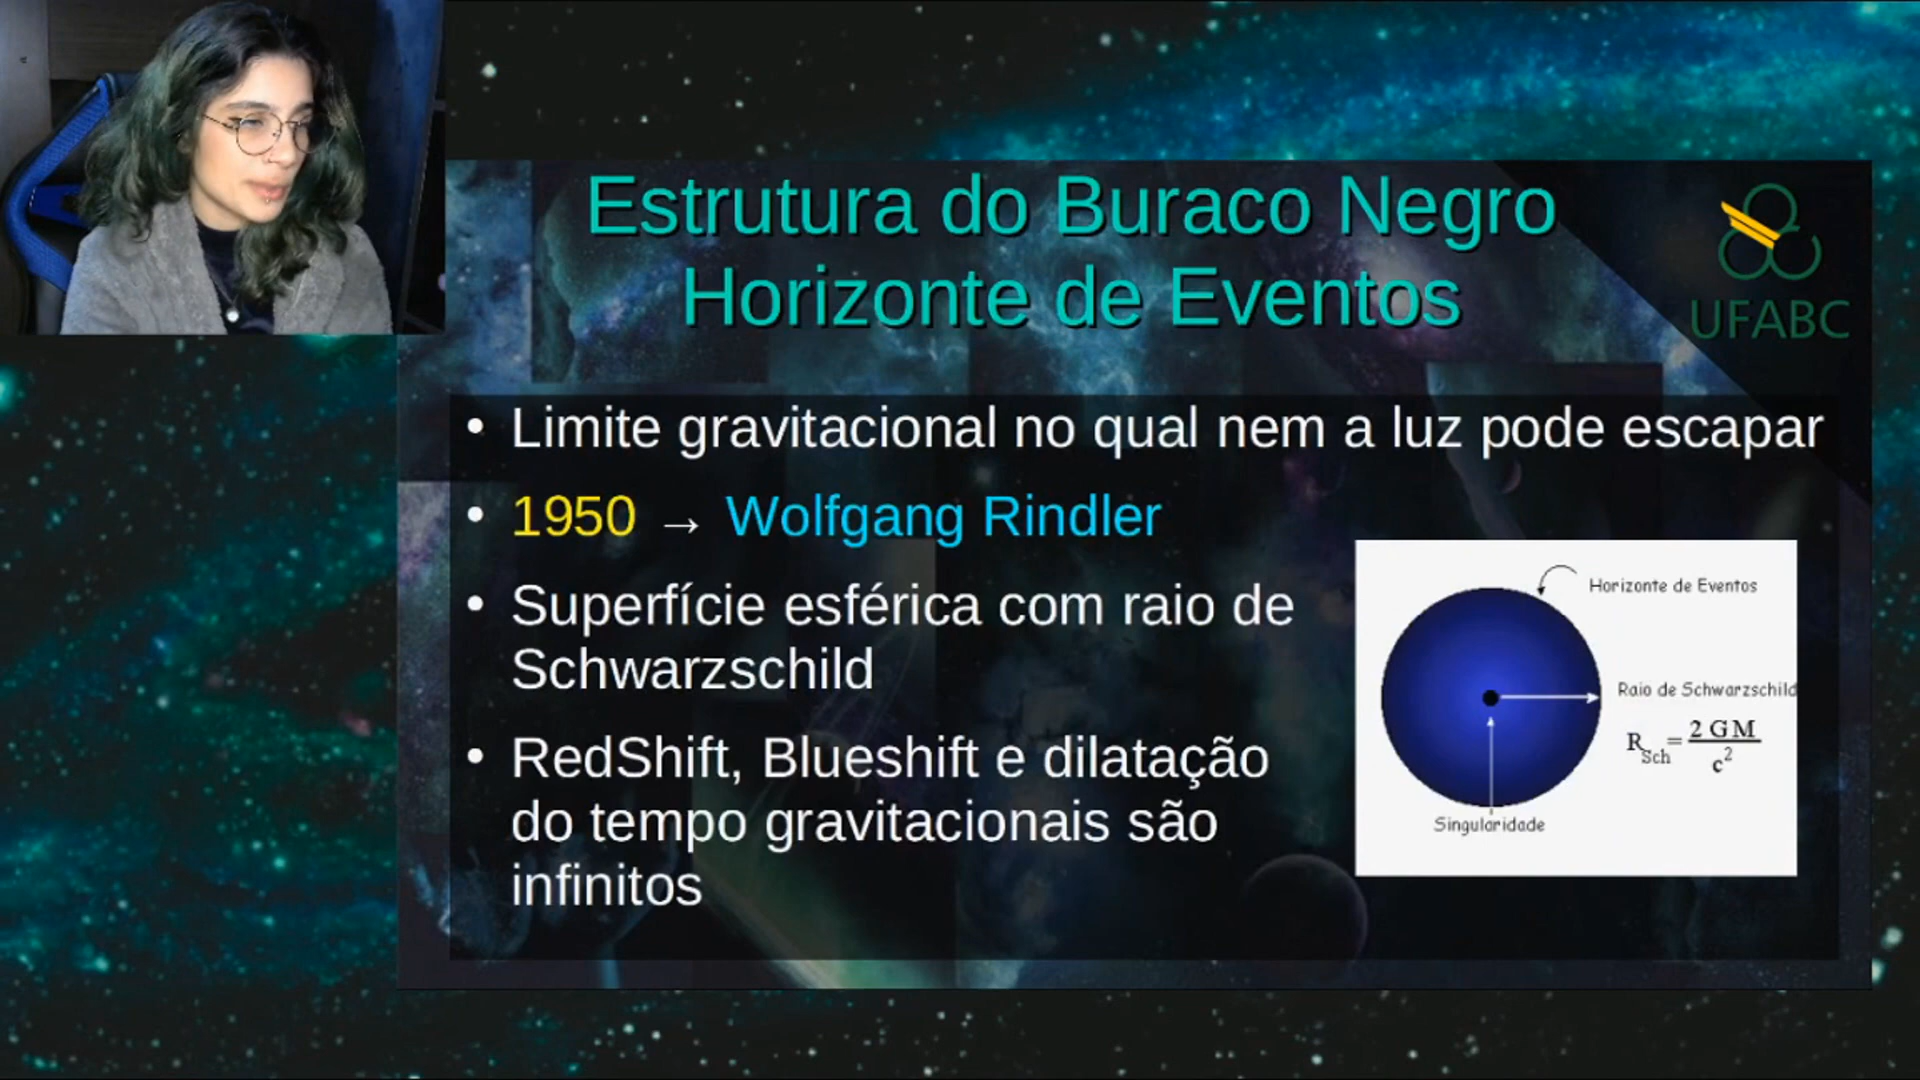 Estrutura do Buraco Negro
Horizonte de Eventos
UFABC
• Limite gravitacional no qual nem a luz pode escapar
• 1950 → Wolfgang Rindler
• Superfície esférica com raio de
Schwarzschild
• RedShift, Blueshift e dilatação
do tempo gravitacionais são
infinitos
Horizonte de Eventos
Raio de Schwarzschild
R_Sch = 2 G M / c²
Singularidade